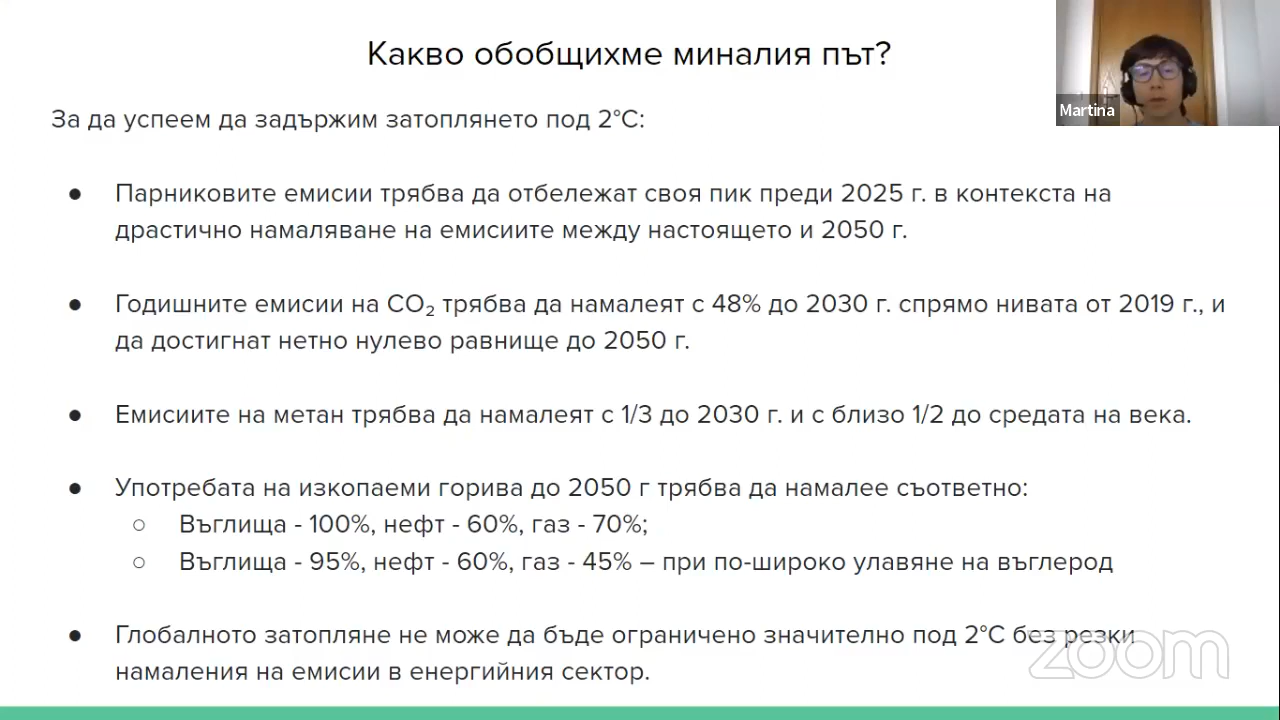 Какво обобщихме миналия път?
Martina
За да успеем да задържим затоплянето под 2°C:
● Парниковите емисии трябва да отбележат своя пик преди 2025 г. в контекста на
драстично намаляване на емисиите между настоящето и 2050 г.
● Годишните емисии на CO₂ трябва да намалеят с 48% до 2030 г. спрямо нивата от 2019 г., и
да достигнат нетно нулево равнище до 2050 г.
● Емисиите на метан трябва да намалеят с 1/3 до 2030 г. и с близо 1/2 до средата на века.
● Употребата на изкопаеми горива до 2050 г трябва да намалее съответно:
○ Въглища - 100%, нефт - 60%, газ - 70%;
○ Въглища - 95%, нефт - 60%, газ - 45% – при по-широко улавяне на въглерод
● Глобалното затопляне не може да бъде ограничено значително под 2°C без резки
намаления на емисии в енергийния сектор.
zoom